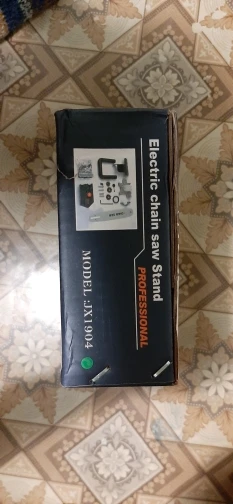 Electric chain saw Stand
PROFESSIONAL
MODEL :JX1904